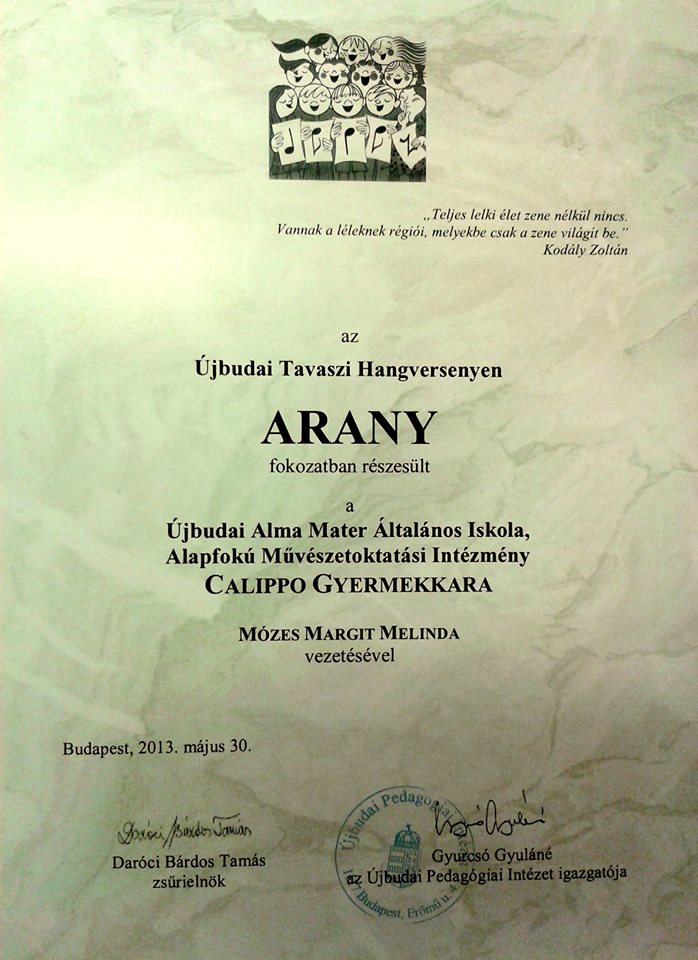 „Teljes lelki élet zene nélkül nincs.
Vannak a léleknek régiói, melyekbe csak a zene világít be.”
Kodály Zoltán
az
Újbudai Tavaszi Hangversenyen
ARANY
fokozatban részesült
a
Újbudai Alma Mater Általános Iskola,
Alapfokú Művészetoktatási Intézmény
CALIPPO GYERMEKKARA
MÓZES MARGIT MELINDA
vezetésével
Budapest, 2013. május 30.
Daróci Bárdos Tamás
Daróci Bárdos Tamás
zsűrielnök
Újbudai Pedagógiai
Budapest, Erőmű u. 4.
Gyurcsó Gyuláné
az Újbudai Pedagógiai Intézet igazgatója